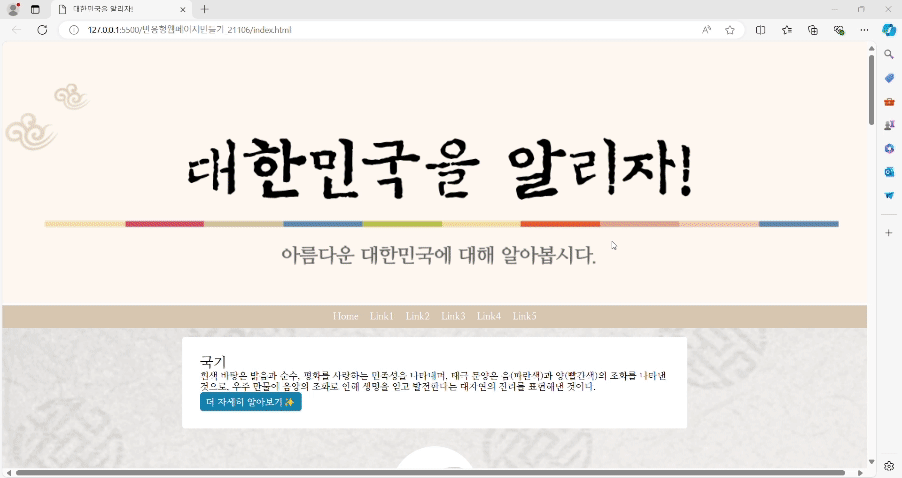 대한민국을 알리자!
127.0.0.1:5500/반응형웹페이지만들기 21106/index.html
대한민국을 알리자!
아름다운 대한민국에 대해 알아봅시다.
Home Link1 Link2 Link3 Link4 Link5
국기
흰색 바탕은 밝음과 순수, 평화를 사랑하는 민족성을 나타내며, 태극 문양은 음(파란색)과 양(빨간색)의 조화를 나타낸
것으로, 우주 만물이 음양의 조화로 인해 생명을 얻고 발전한다는 대자연의 진리를 표현해낸 것이다.
더 자세히 알아보기✨